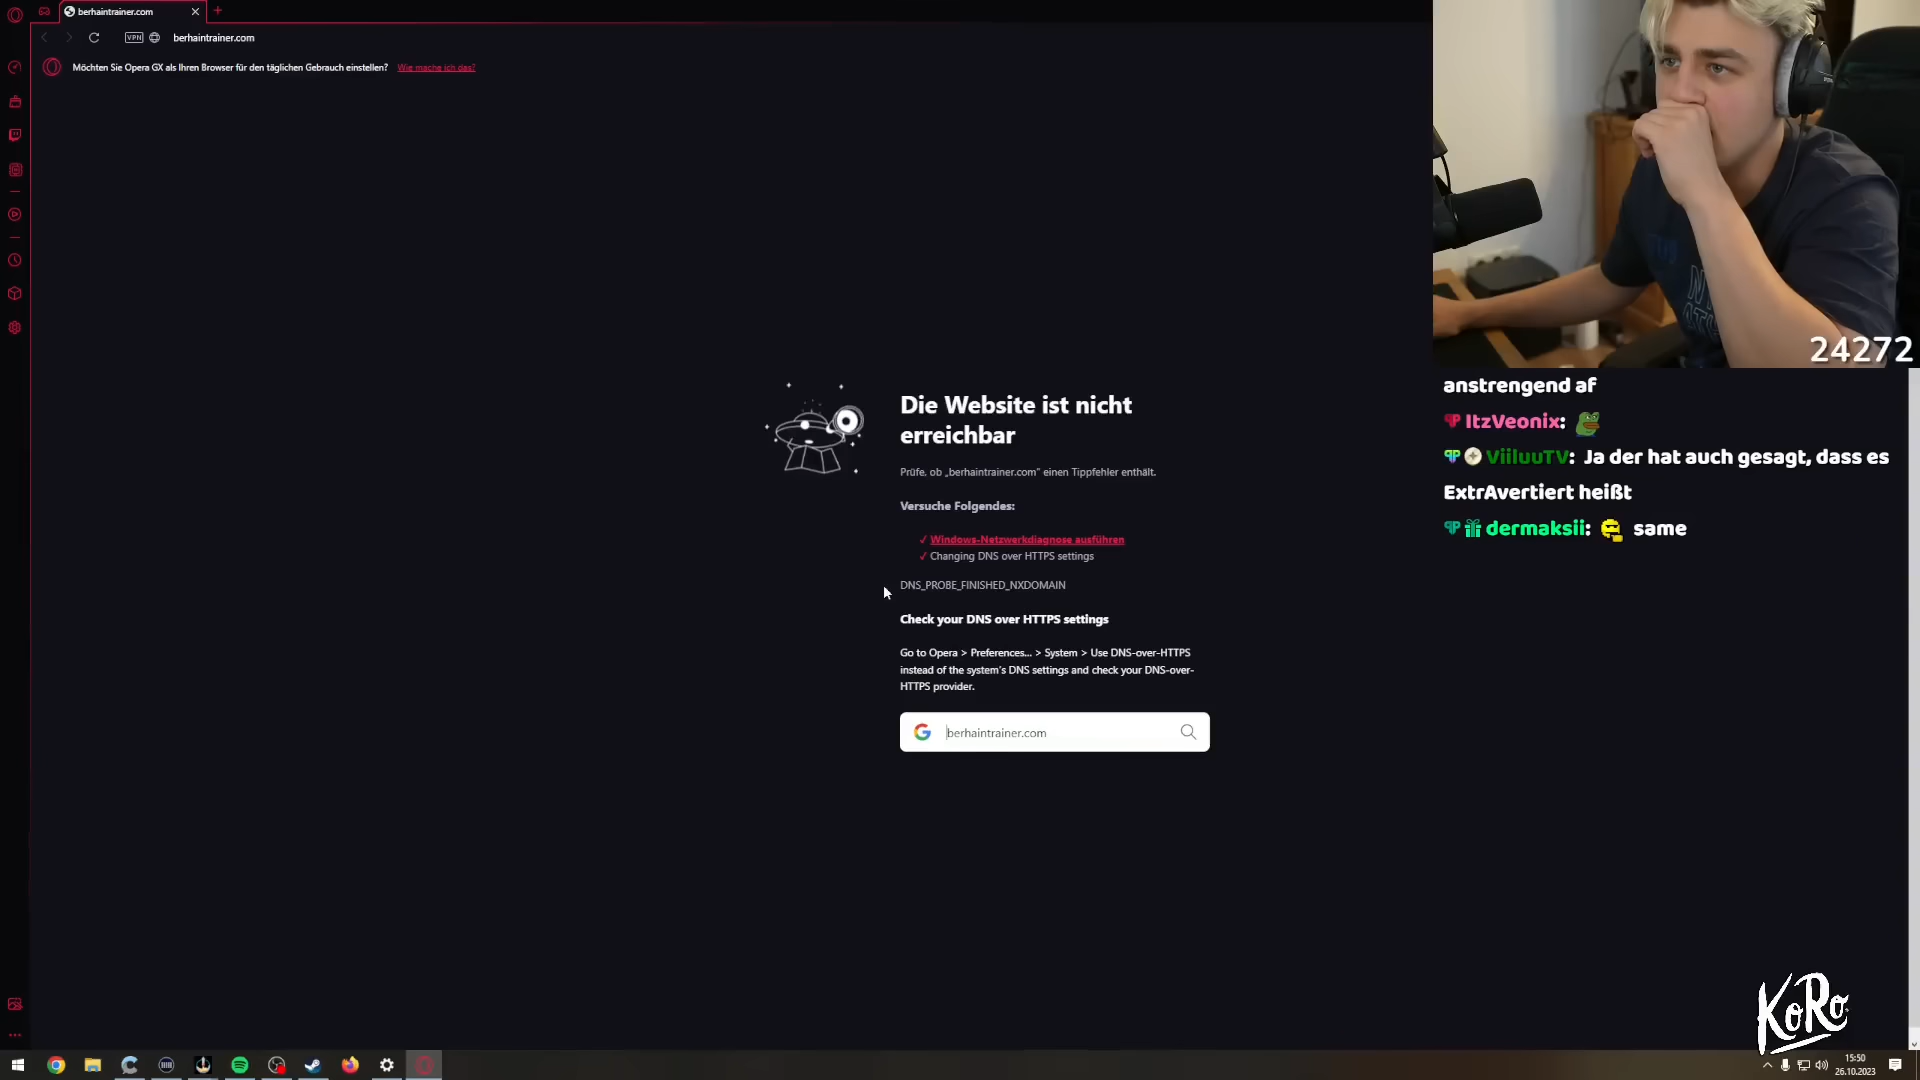 berhaintrainer.com
VPN
berhaintrainer.com
Möchten Sie Opera GX als Ihren Browser für den täglichen Gebrauch einstellen? Wie mache ich das?
Die Website ist nicht
erreichbar
Prüfe, ob „berhaintrainer.com" einen Tippfehler enthält.
Versuche Folgendes:
Windows-Netzwerkdiagnose ausführen
Changing DNS over HTTPS settings
DNS_PROBE_FINISHED_NXDOMAIN
Check your DNS over HTTPS settings
Go to Opera > Preferences... > System > Use DNS-over-HTTPS
instead of the system's DNS settings and check your DNS-over-
HTTPS provider.
berhaintrainer.com
24272
anstrengend af
ItzVeonix:
ViiluuTV: Ja der hat auch gesagt, dass es
ExtrAvertiert heißt
dermaksii: same
KoRo
15:50
26.10.2023